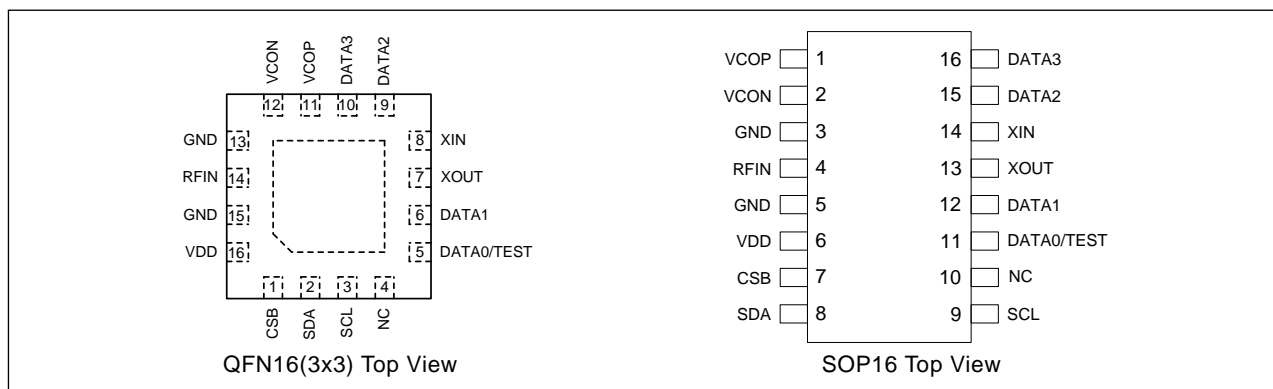 VCON
VCOP
DATA3
DATA2
12
11
10
9
GND 13
8 XIN
RFIN 14
7 XOUT
GND 15
6 DATA1
VDD 16
5 DATA0/TEST
1
2
3
4
CSB
SDA
SCL
NC
QFN16(3x3) Top View
VCOP 1 16 DATA3
VCON 2 15 DATA2
GND 3 14 XIN
RFIN 4 13 XOUT
GND 5 12 DATA1
VDD 6 11 DATA0/TEST
CSB 7 10 NC
SDA 8 9 SCL
SOP16 Top View